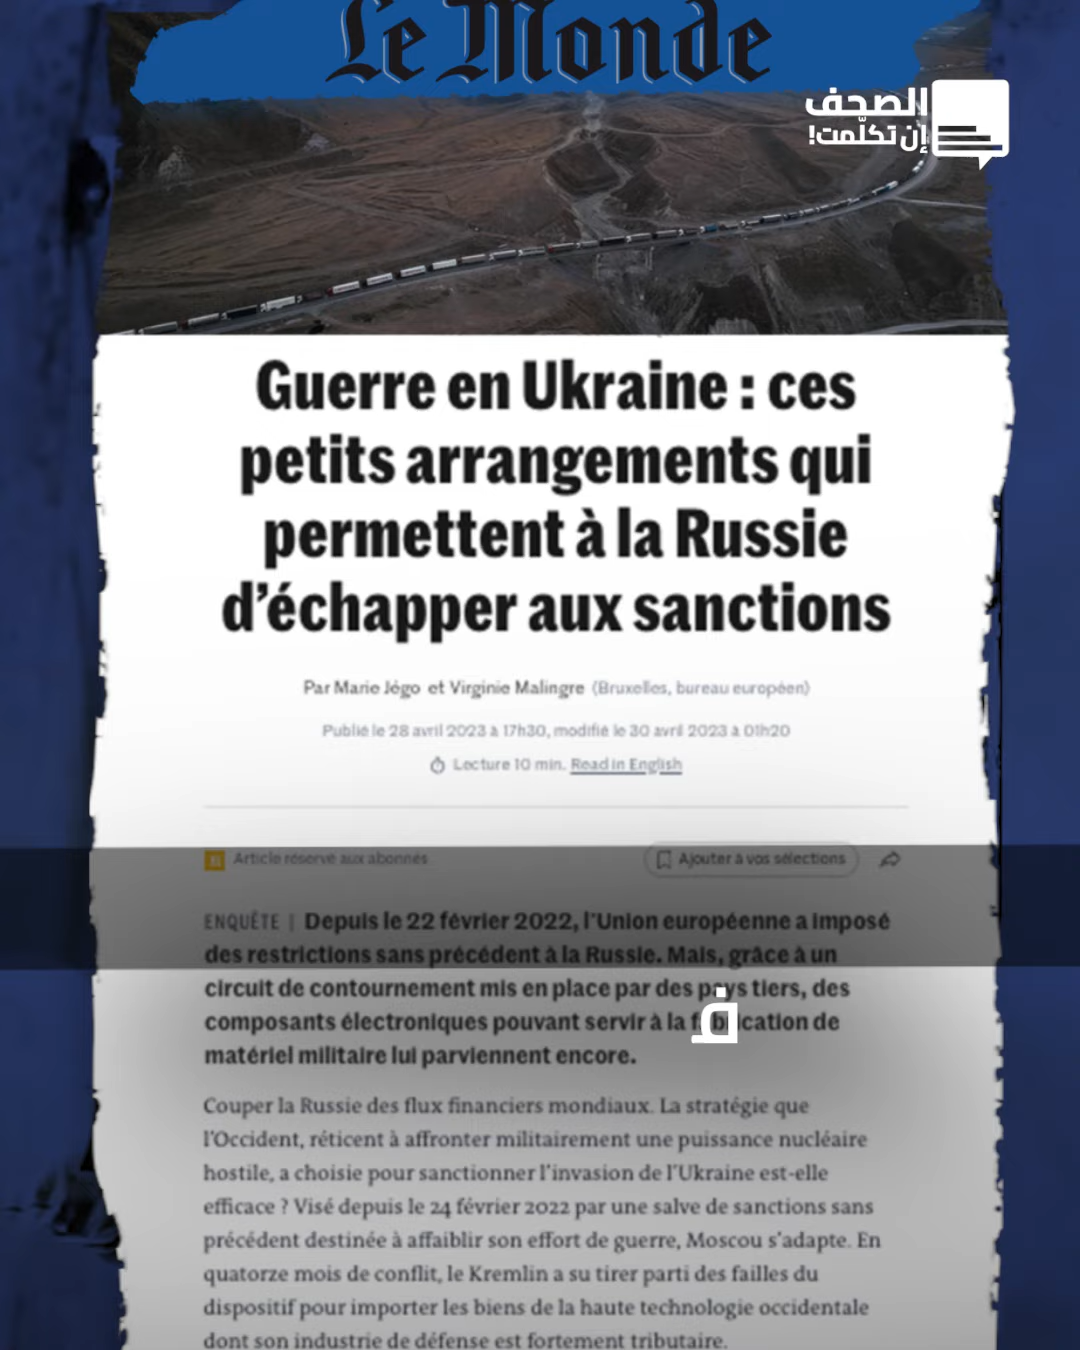 Le Monde
الصحف
إن تكلّمت!
Guerre en Ukraine : ces
petits arrangements qui
permettent à la Russie
d'échapper aux sanctions
Par Marie Jégo et Virginie Malingre (Bruxelles, bureau européen)
Publié le 28 avril 2023 à 17h30, modifié le 30 avril 2023 à 01h20
Lecture 10 min. Read in English
Article réservé aux abonnés
Ajouter à vos sélections
ENQUÊTE | Depuis le 22 février 2022, l'Union européenne a imposé
des restrictions sans précédent à la Russie. Mais, grâce à un
circuit de contournement mis en place par des pays tiers, des
composants électroniques pouvant servir à la fabrication de
matériel militaire lui parviennent encore.
ف
Couper la Russie des flux financiers mondiaux. La stratégie que
l'Occident, réticent à affronter militairement une puissance nucléaire
hostile, a choisie pour sanctionner l'invasion de l'Ukraine est-elle
efficace ? Visé depuis le 24 février 2022 par une salve de sanctions sans
précédent destinée à affaiblir son effort de guerre, Moscou s'adapte. En
quatorze mois de conflit, le Kremlin a su tirer parti des failles du
dispositif pour importer les biens de la haute technologie occidentale
dont son industrie de défense est fortement tributaire.